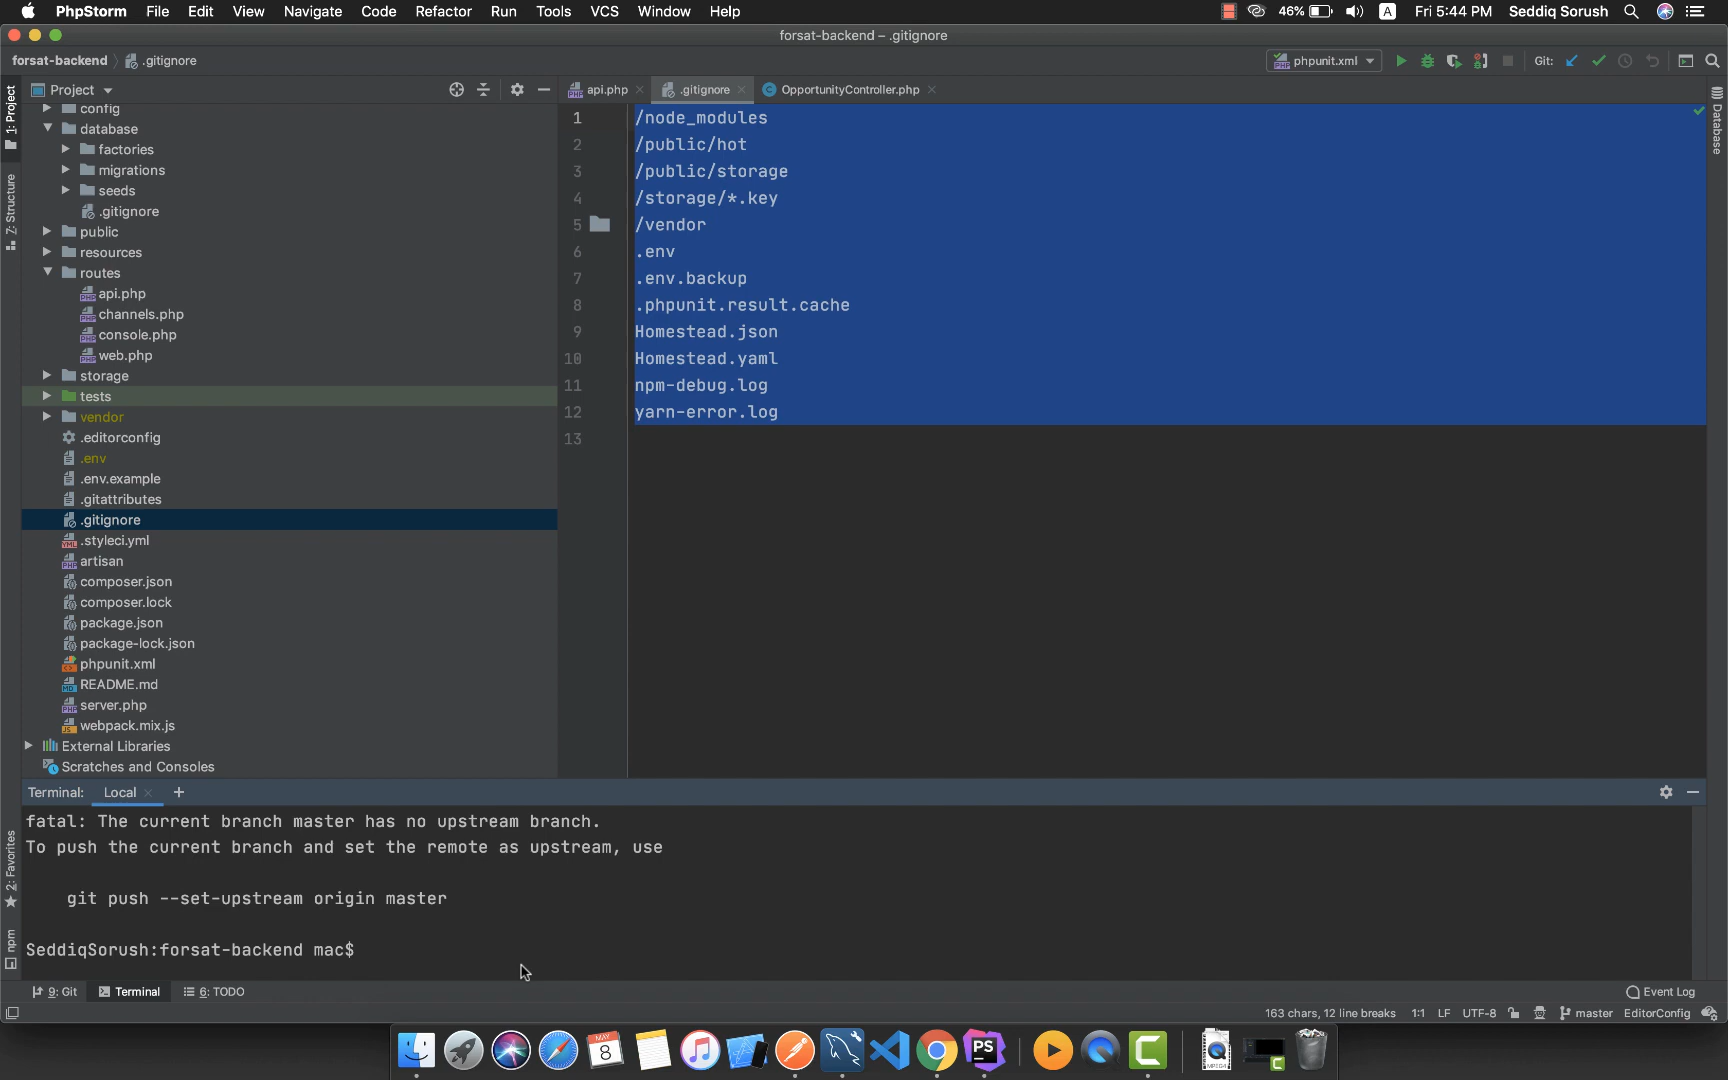 PhpStorm File Edit View Navigate Code Refactor Run Tools VCS Window Help 46% A Fri 5:44 PM Seddiq Sorush
forsat-backend – .gitignore
forsat-backend .gitignore phpunit.xml Git:
Project api.php .gitignore OpportunityController.php
config
database
factories
migrations
seeds
.gitignore
public
resources
routes
api.php
channels.php
console.php
web.php
storage
tests
vendor
.editorconfig
.env
.env.example
.gitattributes
.gitignore
.styleci.yml
artisan
composer.json
composer.lock
package.json
package-lock.json
phpunit.xml
README.md
server.php
webpack.mix.js
External Libraries
Scratches and Consoles
1 /node_modules
2 /public/hot
3 /public/storage
4 /storage/*.key
5 /vendor
6 .env
7 .env.backup
8 .phpunit.result.cache
9 Homestead.json
10 Homestead.yaml
11 npm-debug.log
12 yarn-error.log
13
1: Project
7: Structure
2: Favorites
npm
Database
Terminal: Local +
fatal: The current branch master has no upstream branch.
To push the current branch and set the remote as upstream, use
git push --set-upstream origin master
SeddiqSorush:forsat-backend mac$
9: Git Terminal 6: TODO Event Log
163 chars, 12 line breaks 1:1 LF UTF-8 master EditorConfig
MAY
8
PS